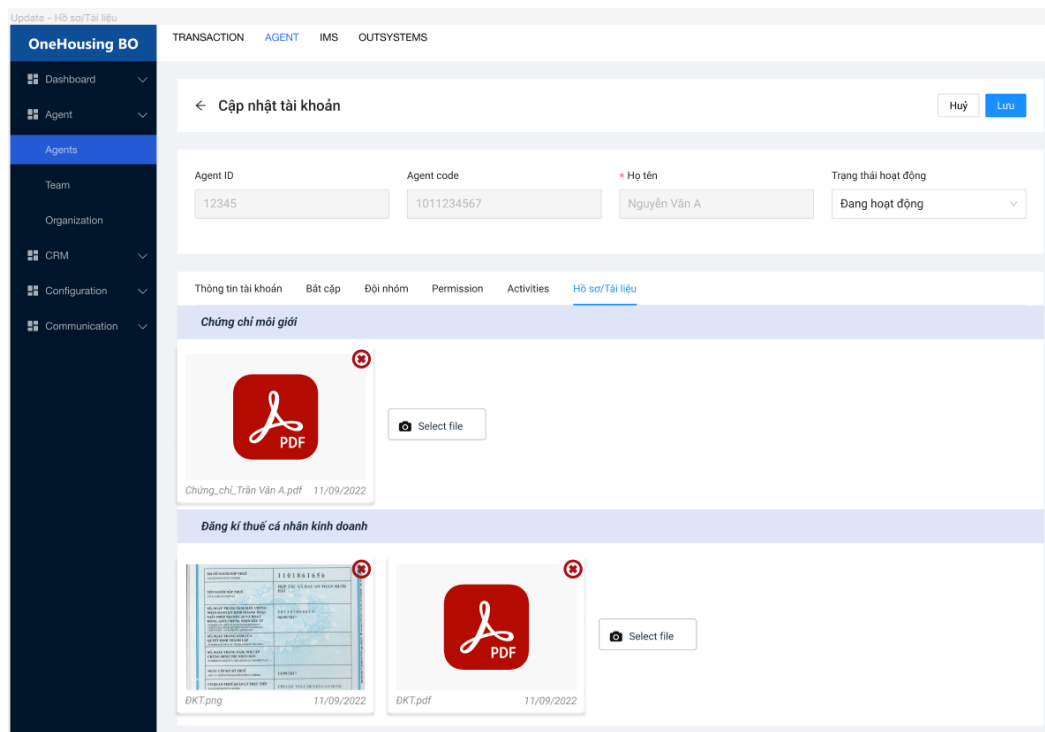 Update - Hồ sơ/Tài liệu
OneHousing BO
TRANSACTION AGENT IMS OUTSYSTEMS
Dashboard
Agent
Agents
Team
Organization
CRM
Configuration
Communication
Cập nhật tài khoản
Huỷ Lưu
Agent ID Agent code * Họ tên Trạng thái hoạt động
12345 1011234567 Nguyễn Văn A Đang hoạt động
Thông tin tài khoản Bắt cặp Đội nhóm Permission Activities Hồ sơ/Tài liệu
Chứng chỉ môi giới
PDF
Select file
Chứng_chỉ_Trần Văn A.pdf 11/09/2022
Đăng kí thuế cá nhân kinh doanh
1101861656
PDF
Select file
ĐKT.png 11/09/2022 ĐKT.pdf 11/09/2022